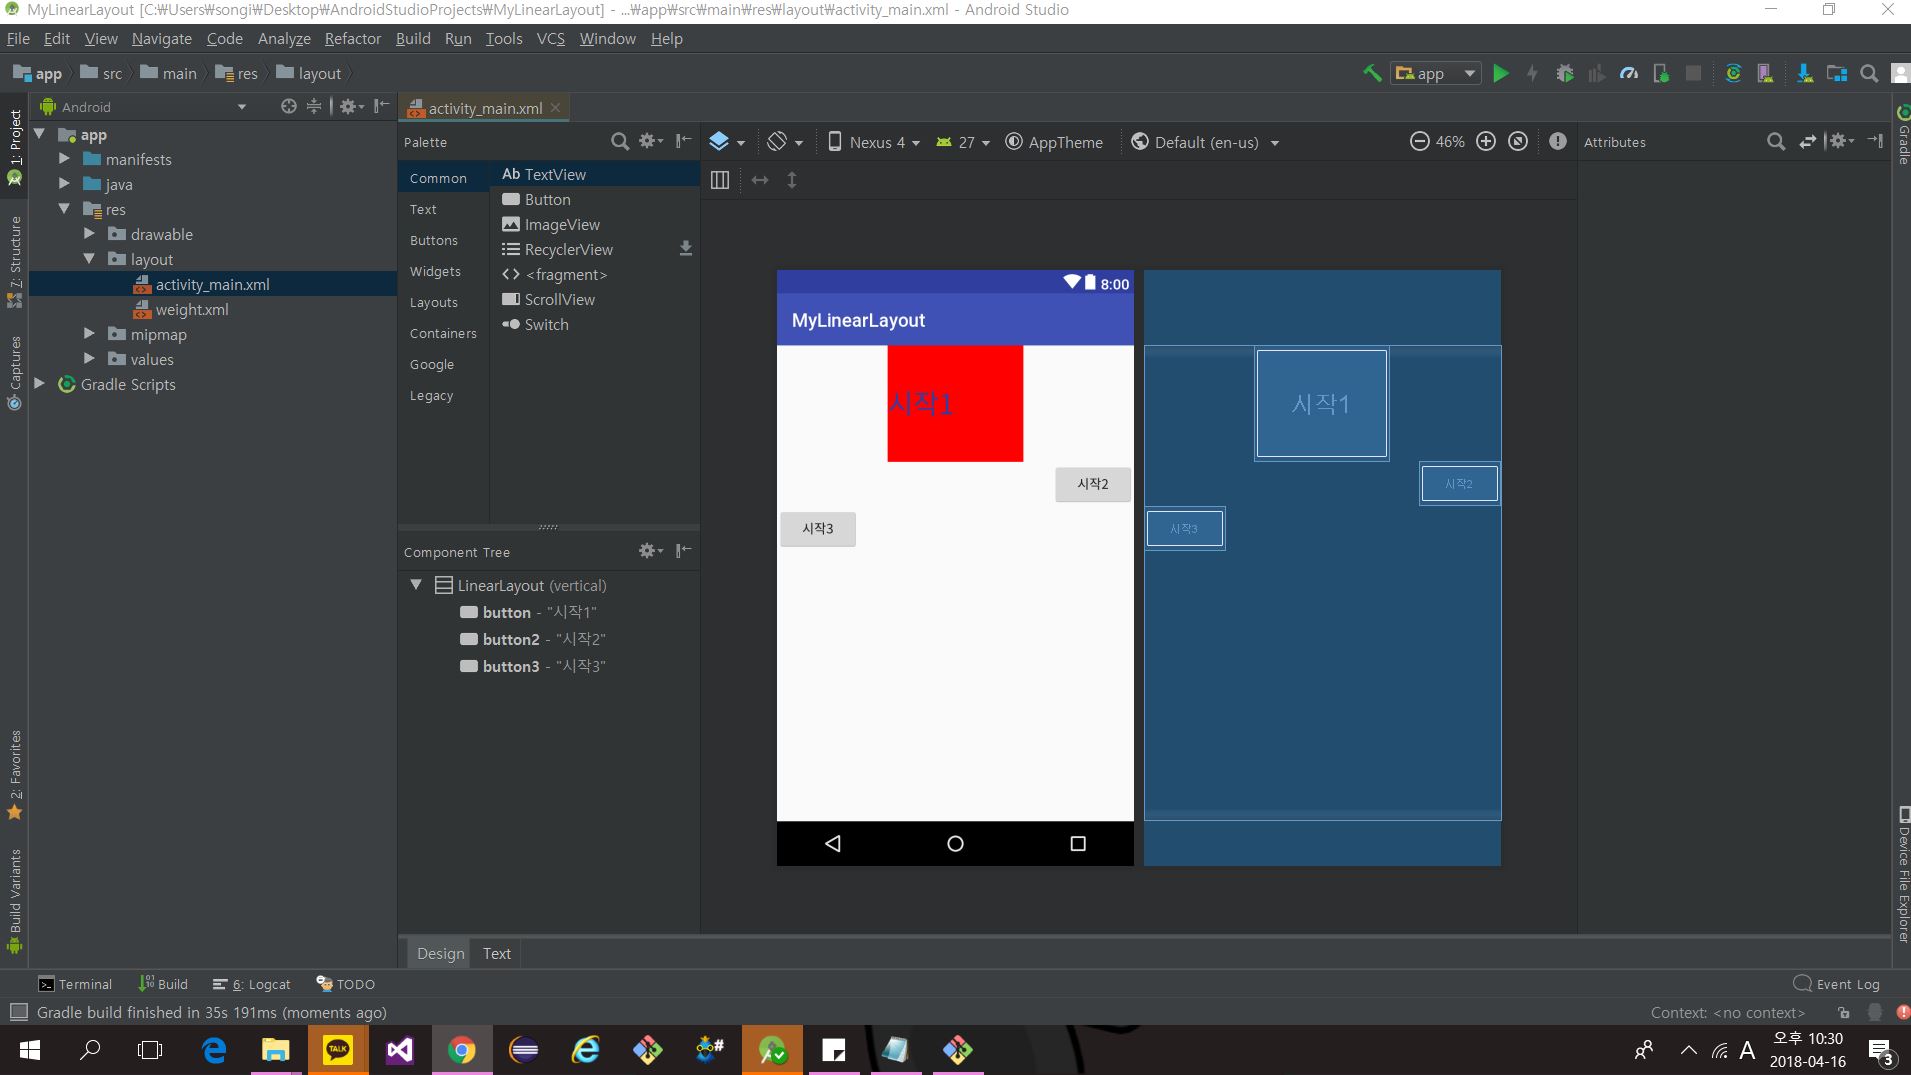 MyLinearLayout [C:₩Users₩songi₩Desktop₩AndroidStudioProjects₩MyLinearLayout] - ...₩app₩src₩main₩res₩layout₩activity_main.xml - Android Studio
File Edit View Navigate Code Analyze Refactor Build Run Tools VCS Window Help
app src main res layout
app
1: Project
7: Structure
Captures
2: Favorites
Build Variants
Android
app
manifests
java
res
drawable
layout
activity_main.xml
weight.xml
mipmap
values
Gradle Scripts
activity_main.xml
Palette
Common
Text
Buttons
Widgets
Layouts
Containers
Google
Legacy
Ab TextView
Button
ImageView
RecyclerView
<fragment>
ScrollView
Switch
Component Tree
LinearLayout (vertical)
button - "시작1"
button2 - "시작2"
button3 - "시작3"
Nexus 4 27 AppTheme Default (en-us) 46%
8:00
MyLinearLayout
시작1
시작2
시작3
시작1
시작2
시작3
Attributes
Gradle
Device File Explorer
Design Text
Terminal Build 6: Logcat TODO Event Log
Gradle build finished in 35s 191ms (moments ago) Context: <no context>
TALK
A
오후 10:30
2018-04-16
3